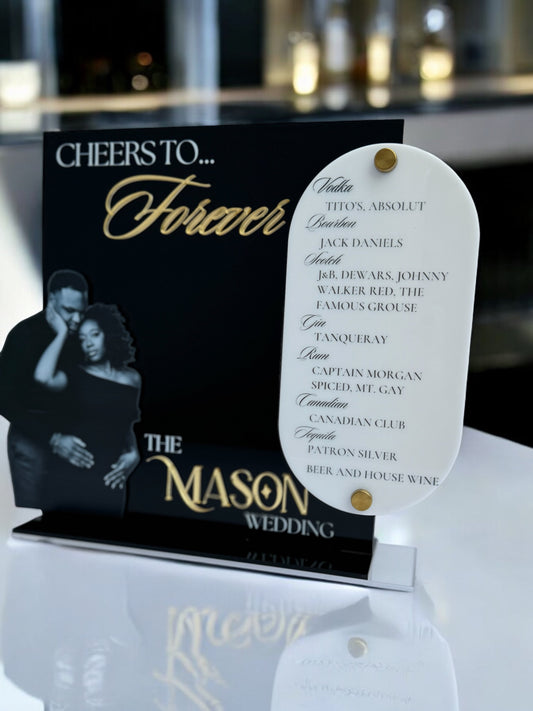 CHEERS TO...
Forever
THE
MASON
WEDDING
Vodka
TITO'S, ABSOLUT
Bourbon
JACK DANIELS
Scotch
J&B, DEWARS, JOHNNY
WALKER RED, THE
FAMOUS GROUSE
Gin
TANQUERAY
Rum
CAPTAIN MORGAN
SPICED, MT. GAY
Canadian
CANADIAN CLUB
Tequila
PATRON SILVER
BEER AND HOUSE WINE